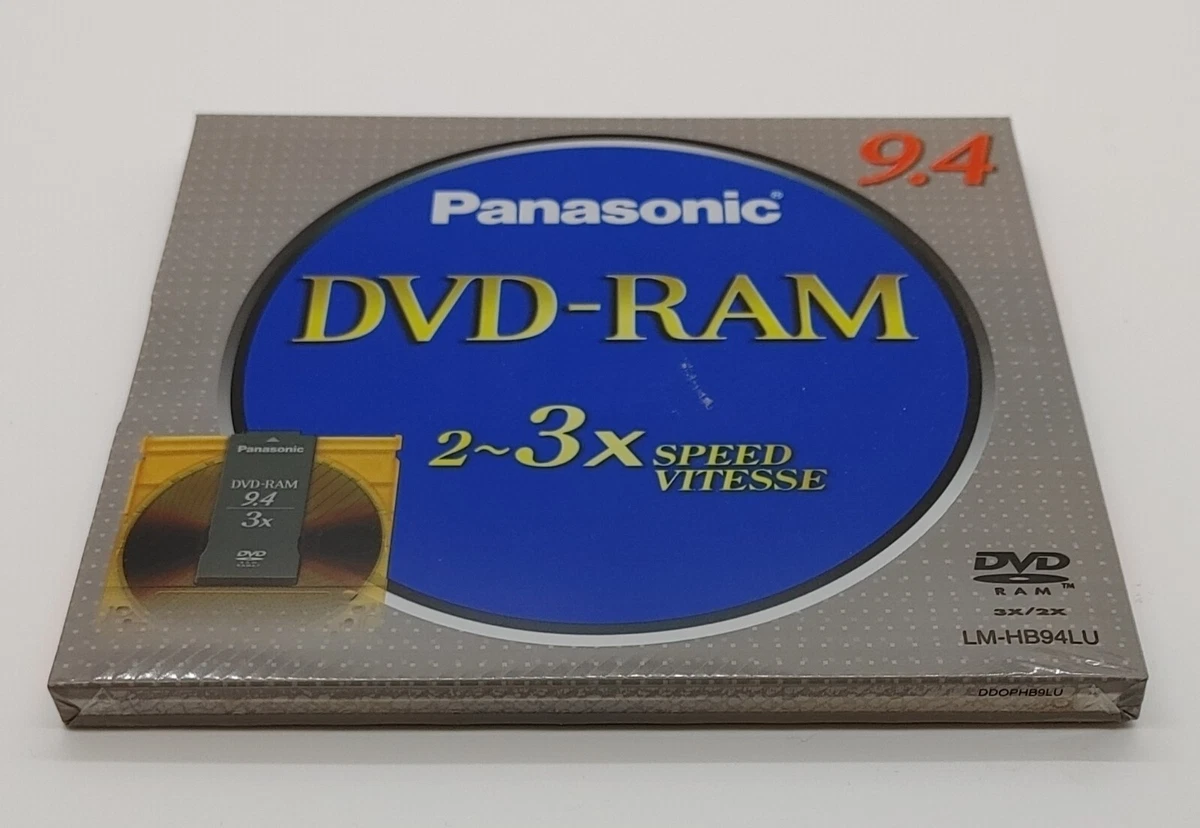 9.4
Panasonic®
DVD-RAM
2~3x SPEED
VITESSE
Panasonic
DVD-RAM
9.4
3x
DVD
DVD
RAM™
3X/2X
LM-HB94LU
DDOPHB9LU